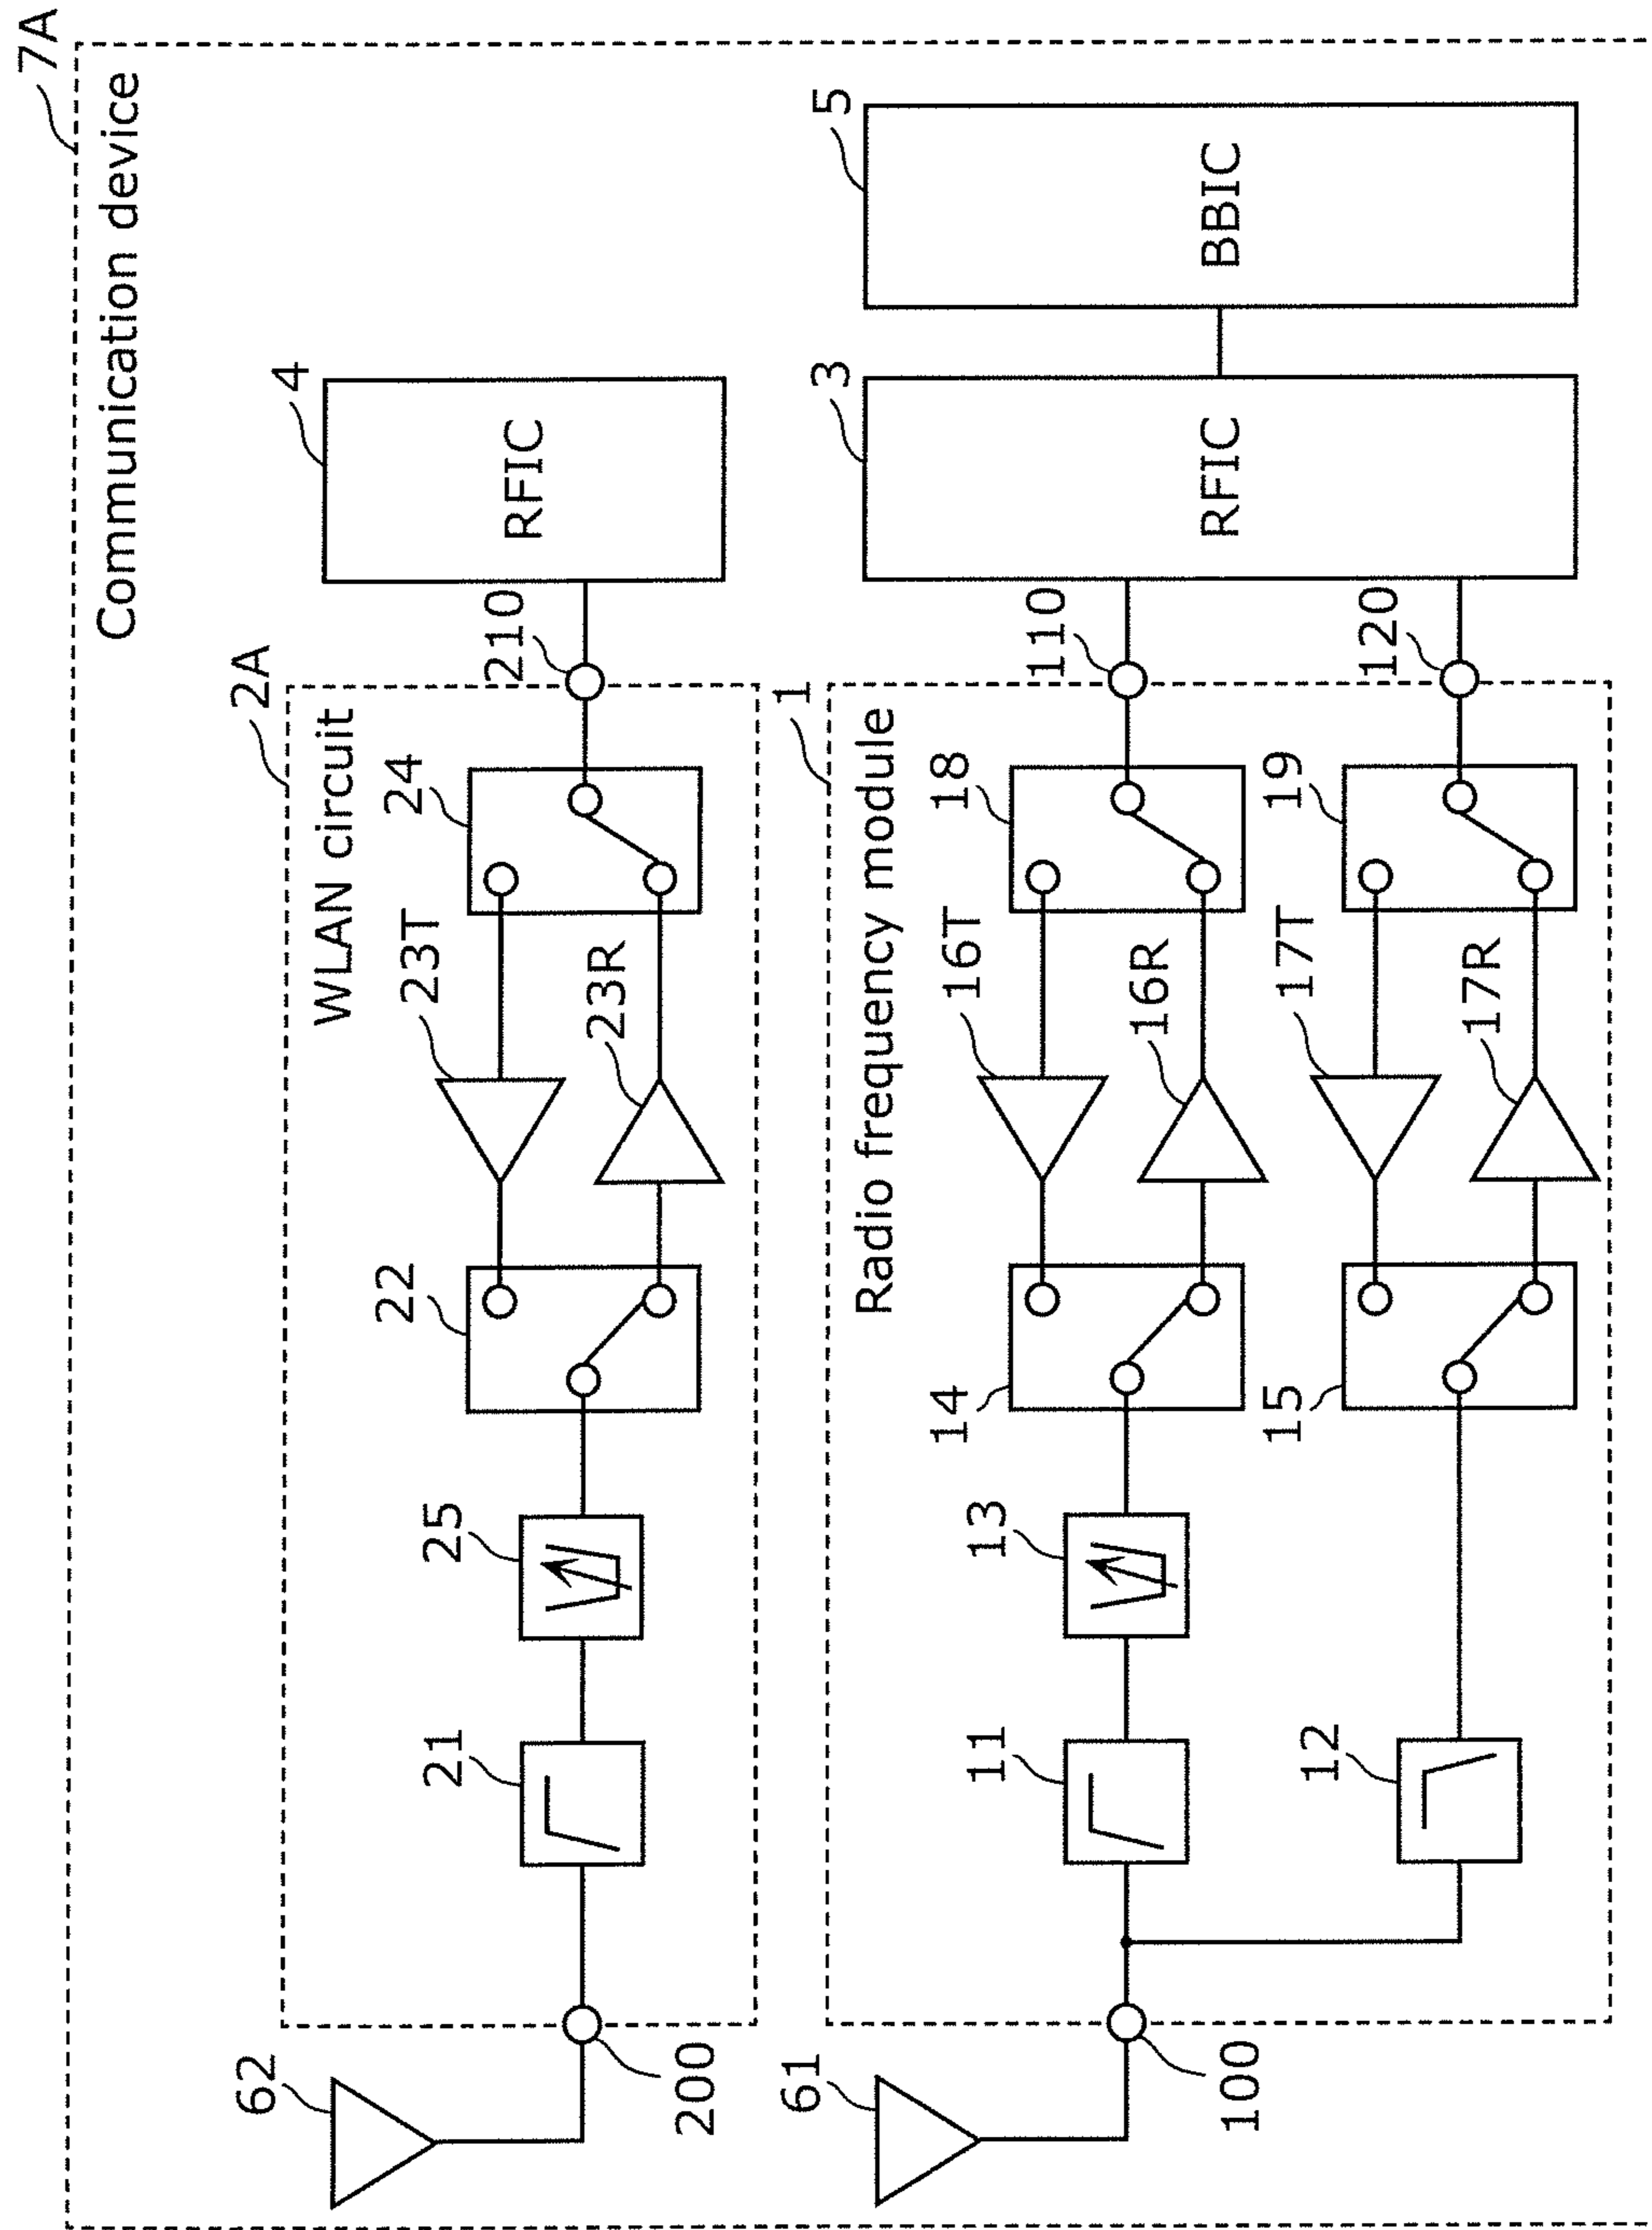 7A
Communication device
62
200
2A
WLAN circuit
21
25
22
23T
23R
24
210
4
RFIC
61
100
1
Radio frequency module
11
13
14
16T
16R
18
110
12
15
17T
17R
19
120
3
RFIC
5
BBIC